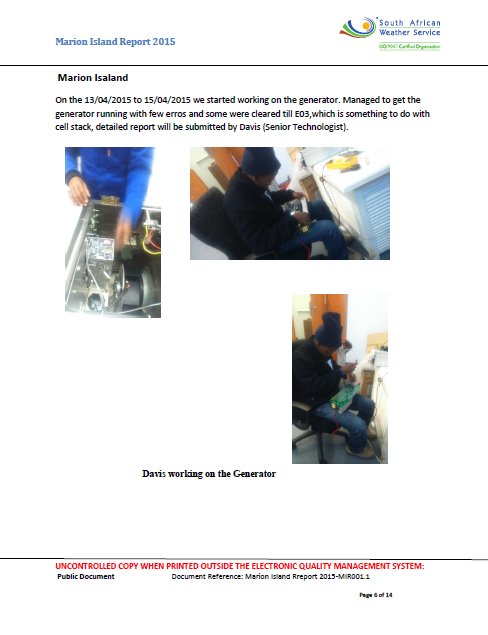 Marion Island Report 2015
South African
Weather Service
ISO 9001 Certified Organisation
Marion Isaland
On the 13/04/2015 to 15/04/2015 we started working on the generator. Managed to get the
generator running with few erros and some were cleared till E03,which is something to do with
cell stack, detailed report will be submitted by Davis (Senior Technologist).
Davis working on the Generator
UNCONTROLLED COPY WHEN PRINTED OUTSIDE THE ELECTRONIC QUALITY MANAGEMENT SYSTEM:
Public Document Document Reference: Marion Island Rreport 2015-MIR001.1
Page 6 of 14